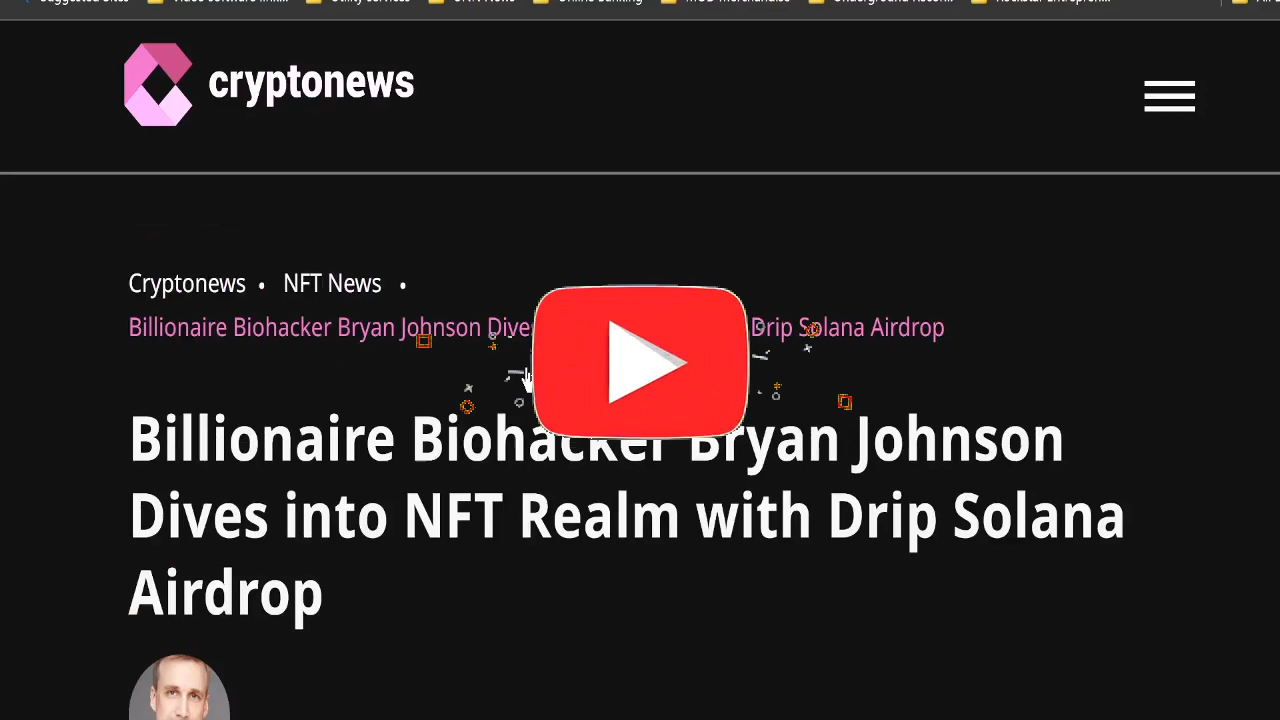 cryptonews
Cryptonews • NFT News •
Billionaire Biohacker Bryan Johnson Dive Drip Solana Airdrop
Billionaire Biohacker Bryan Johnson
Dives into NFT Realm with Drip Solana
Airdrop